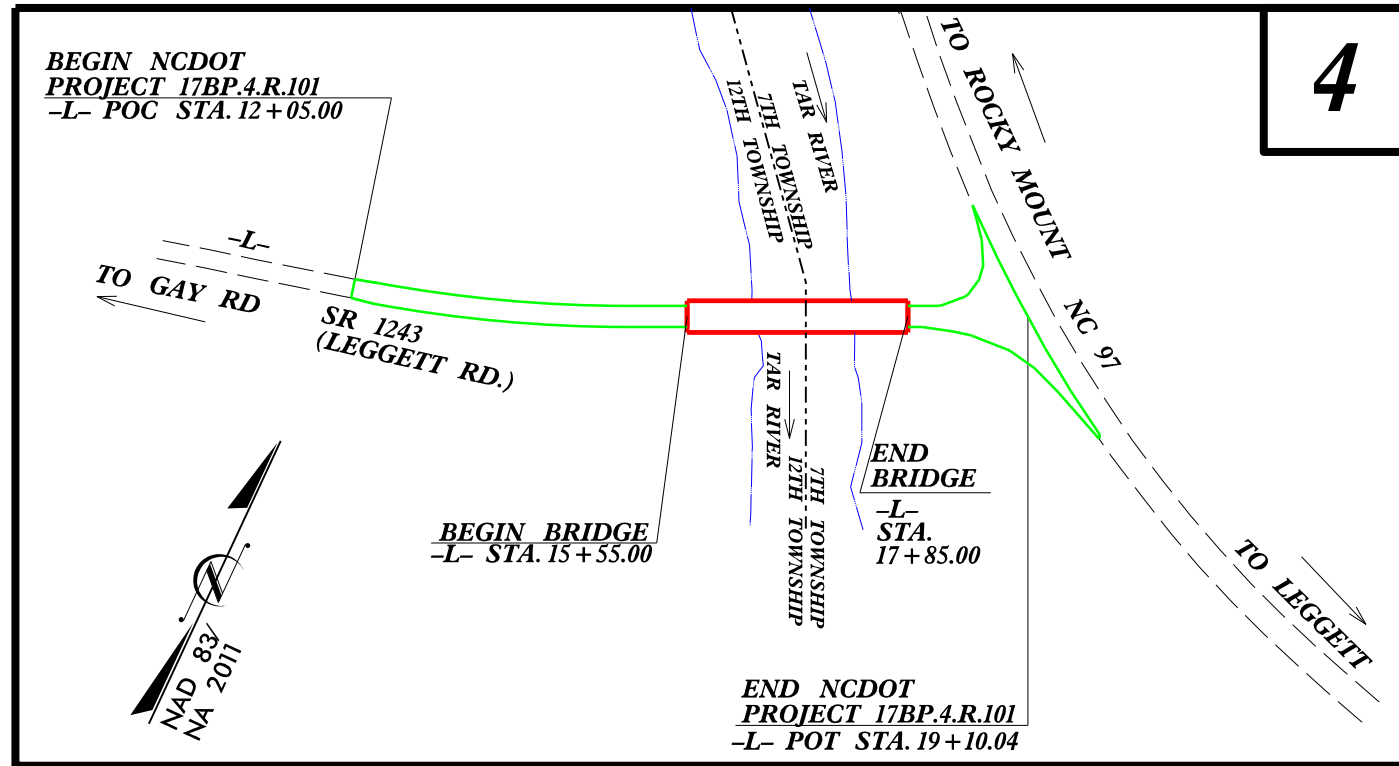 BEGIN NCDOT
PROJECT 17BP.4.R.101
–L– POC STA. 12+05.00
4
TO ROCKY MOUNT
12TH TOWNSHIP
7TH TOWNSHIP
TAR RIVER
–L–
TO GAY RD
SR 1243
(LEGGETT RD.)
NC 97
TAR RIVER
12TH TOWNSHIP
7TH TOWNSHIP
END
BRIDGE
–L–
STA.
17+85.00
BEGIN BRIDGE
–L– STA. 15+55.00
TO LEGGETT
N
NAD 83/
NA 2011
END NCDOT
PROJECT 17BP.4.R.101
–L– POT STA. 19+10.04